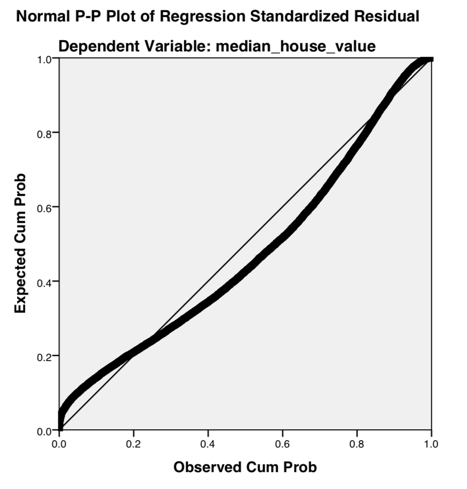 Normal P-P Plot of Regression Standardized Residual
Dependent Variable: median_house_value
1.0
0.8
0.6
0.4
0.2
0.0
Expected Cum Prob
0.0 0.2 0.4 0.6 0.8 1.0
Observed Cum Prob